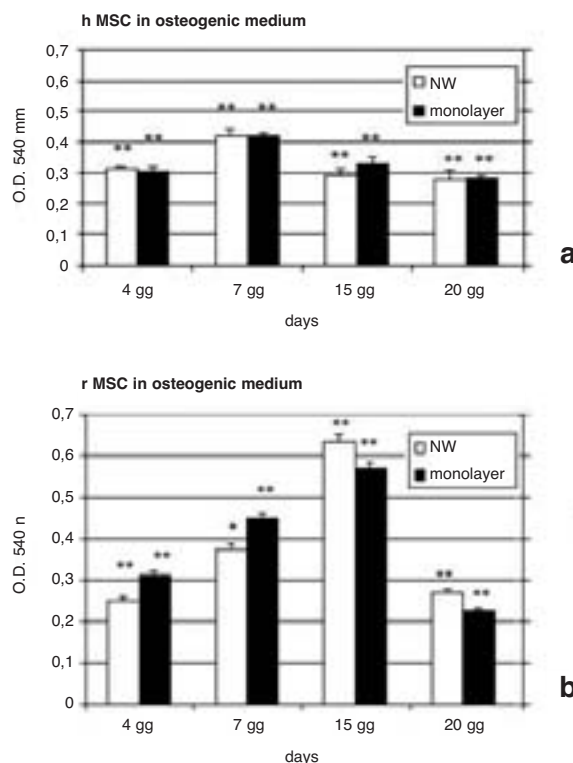 h MSC in osteogenic medium
0,7
0,6
0,5
0,4
0,3
0,2
0,1
0
O.D. 540 mm
** ** ** ** ** ** ** **
NW
monolayer
4 gg 7 gg 15 gg 20 gg
days
a
r MSC in osteogenic medium
0,7
0,6
0,5
0,4
0,3
0,2
0,1
0
O.D. 540 n
** ** * ** ** ** ** **
NW
monolayer
4 gg 7 gg 15 gg 20 gg
days
b